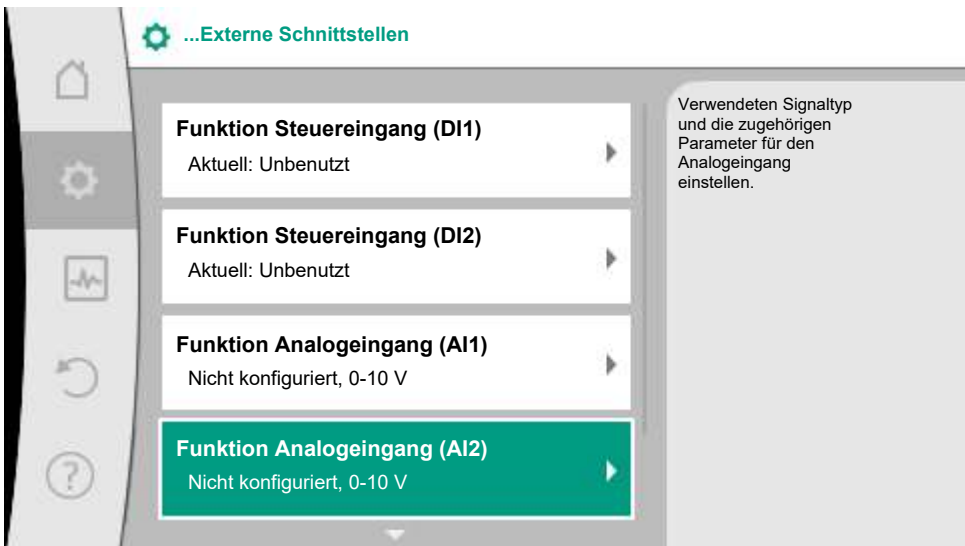 ...Externe Schnittstellen
Funktion Steuereingang (DI1)
Aktuell: Unbenutzt
Funktion Steuereingang (DI2)
Aktuell: Unbenutzt
Funktion Analogeingang (AI1)
Nicht konfiguriert, 0-10 V
Funktion Analogeingang (AI2)
Nicht konfiguriert, 0-10 V
Verwendeten Signaltyp
und die zugehörigen
Parameter für den
Analogeingang
einstellen.
?